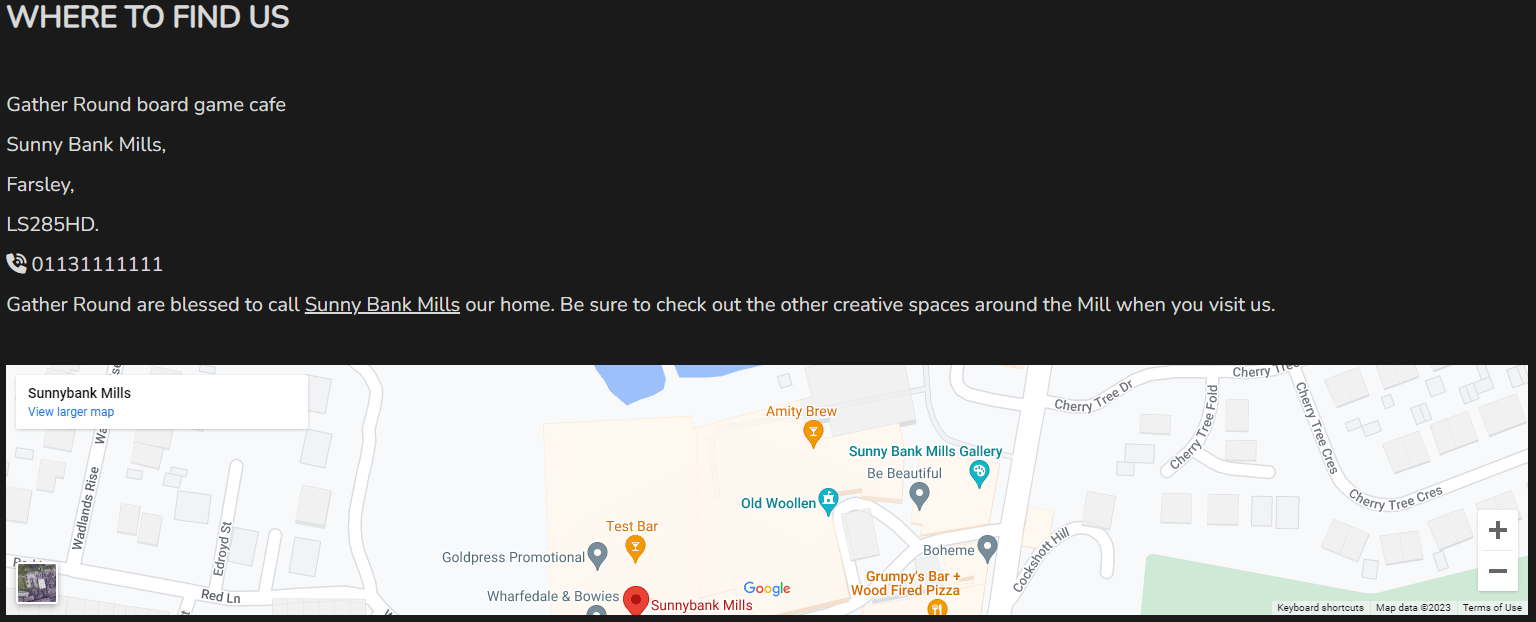 WHERE TO FIND US
Gather Round board game cafe
Sunny Bank Mills,
Farsley,
LS285HD.
01131111111
Gather Round are blessed to call Sunny Bank Mills our home. Be sure to check out the other creative spaces around the Mill when you visit us.
Sunnybank Mills
View larger map
Cherry Tree Dr
Cherry Tree Fold
Cherry Tree Cres
Cherry Tree Cres
Amity Brew
Sunny Bank Mills Gallery
Be Beautiful
Old Woollen
Wadlands Rise
Edroyd St
Test Bar
Goldpress Promotional
Boheme
Cockshott Hill
Grumpy's Bar +
Wood Fired Pizza
Google
Wharfedale & Bowies
Sunnybank Mills
Red Ln
Keyboard shortcuts
Map data ©2023
Terms of Use